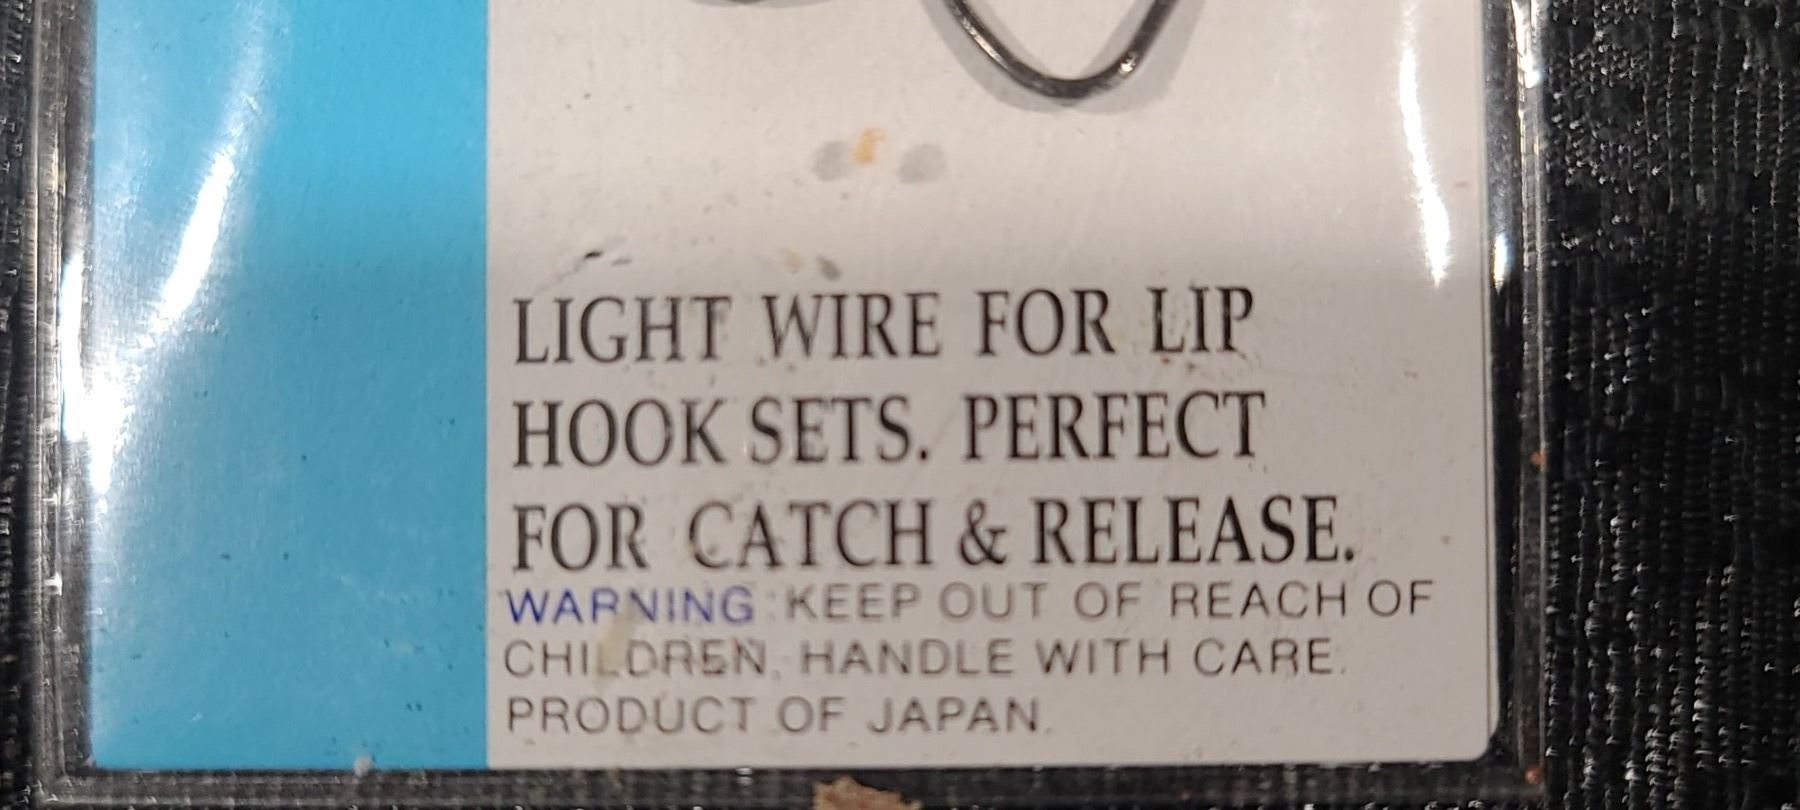 LIGHT WIRE FOR LIP
HOOK SETS. PERFECT
FOR CATCH & RELEASE.
WARNING: KEEP OUT OF REACH OF
CHILDREN, HANDLE WITH CARE.
PRODUCT OF JAPAN.